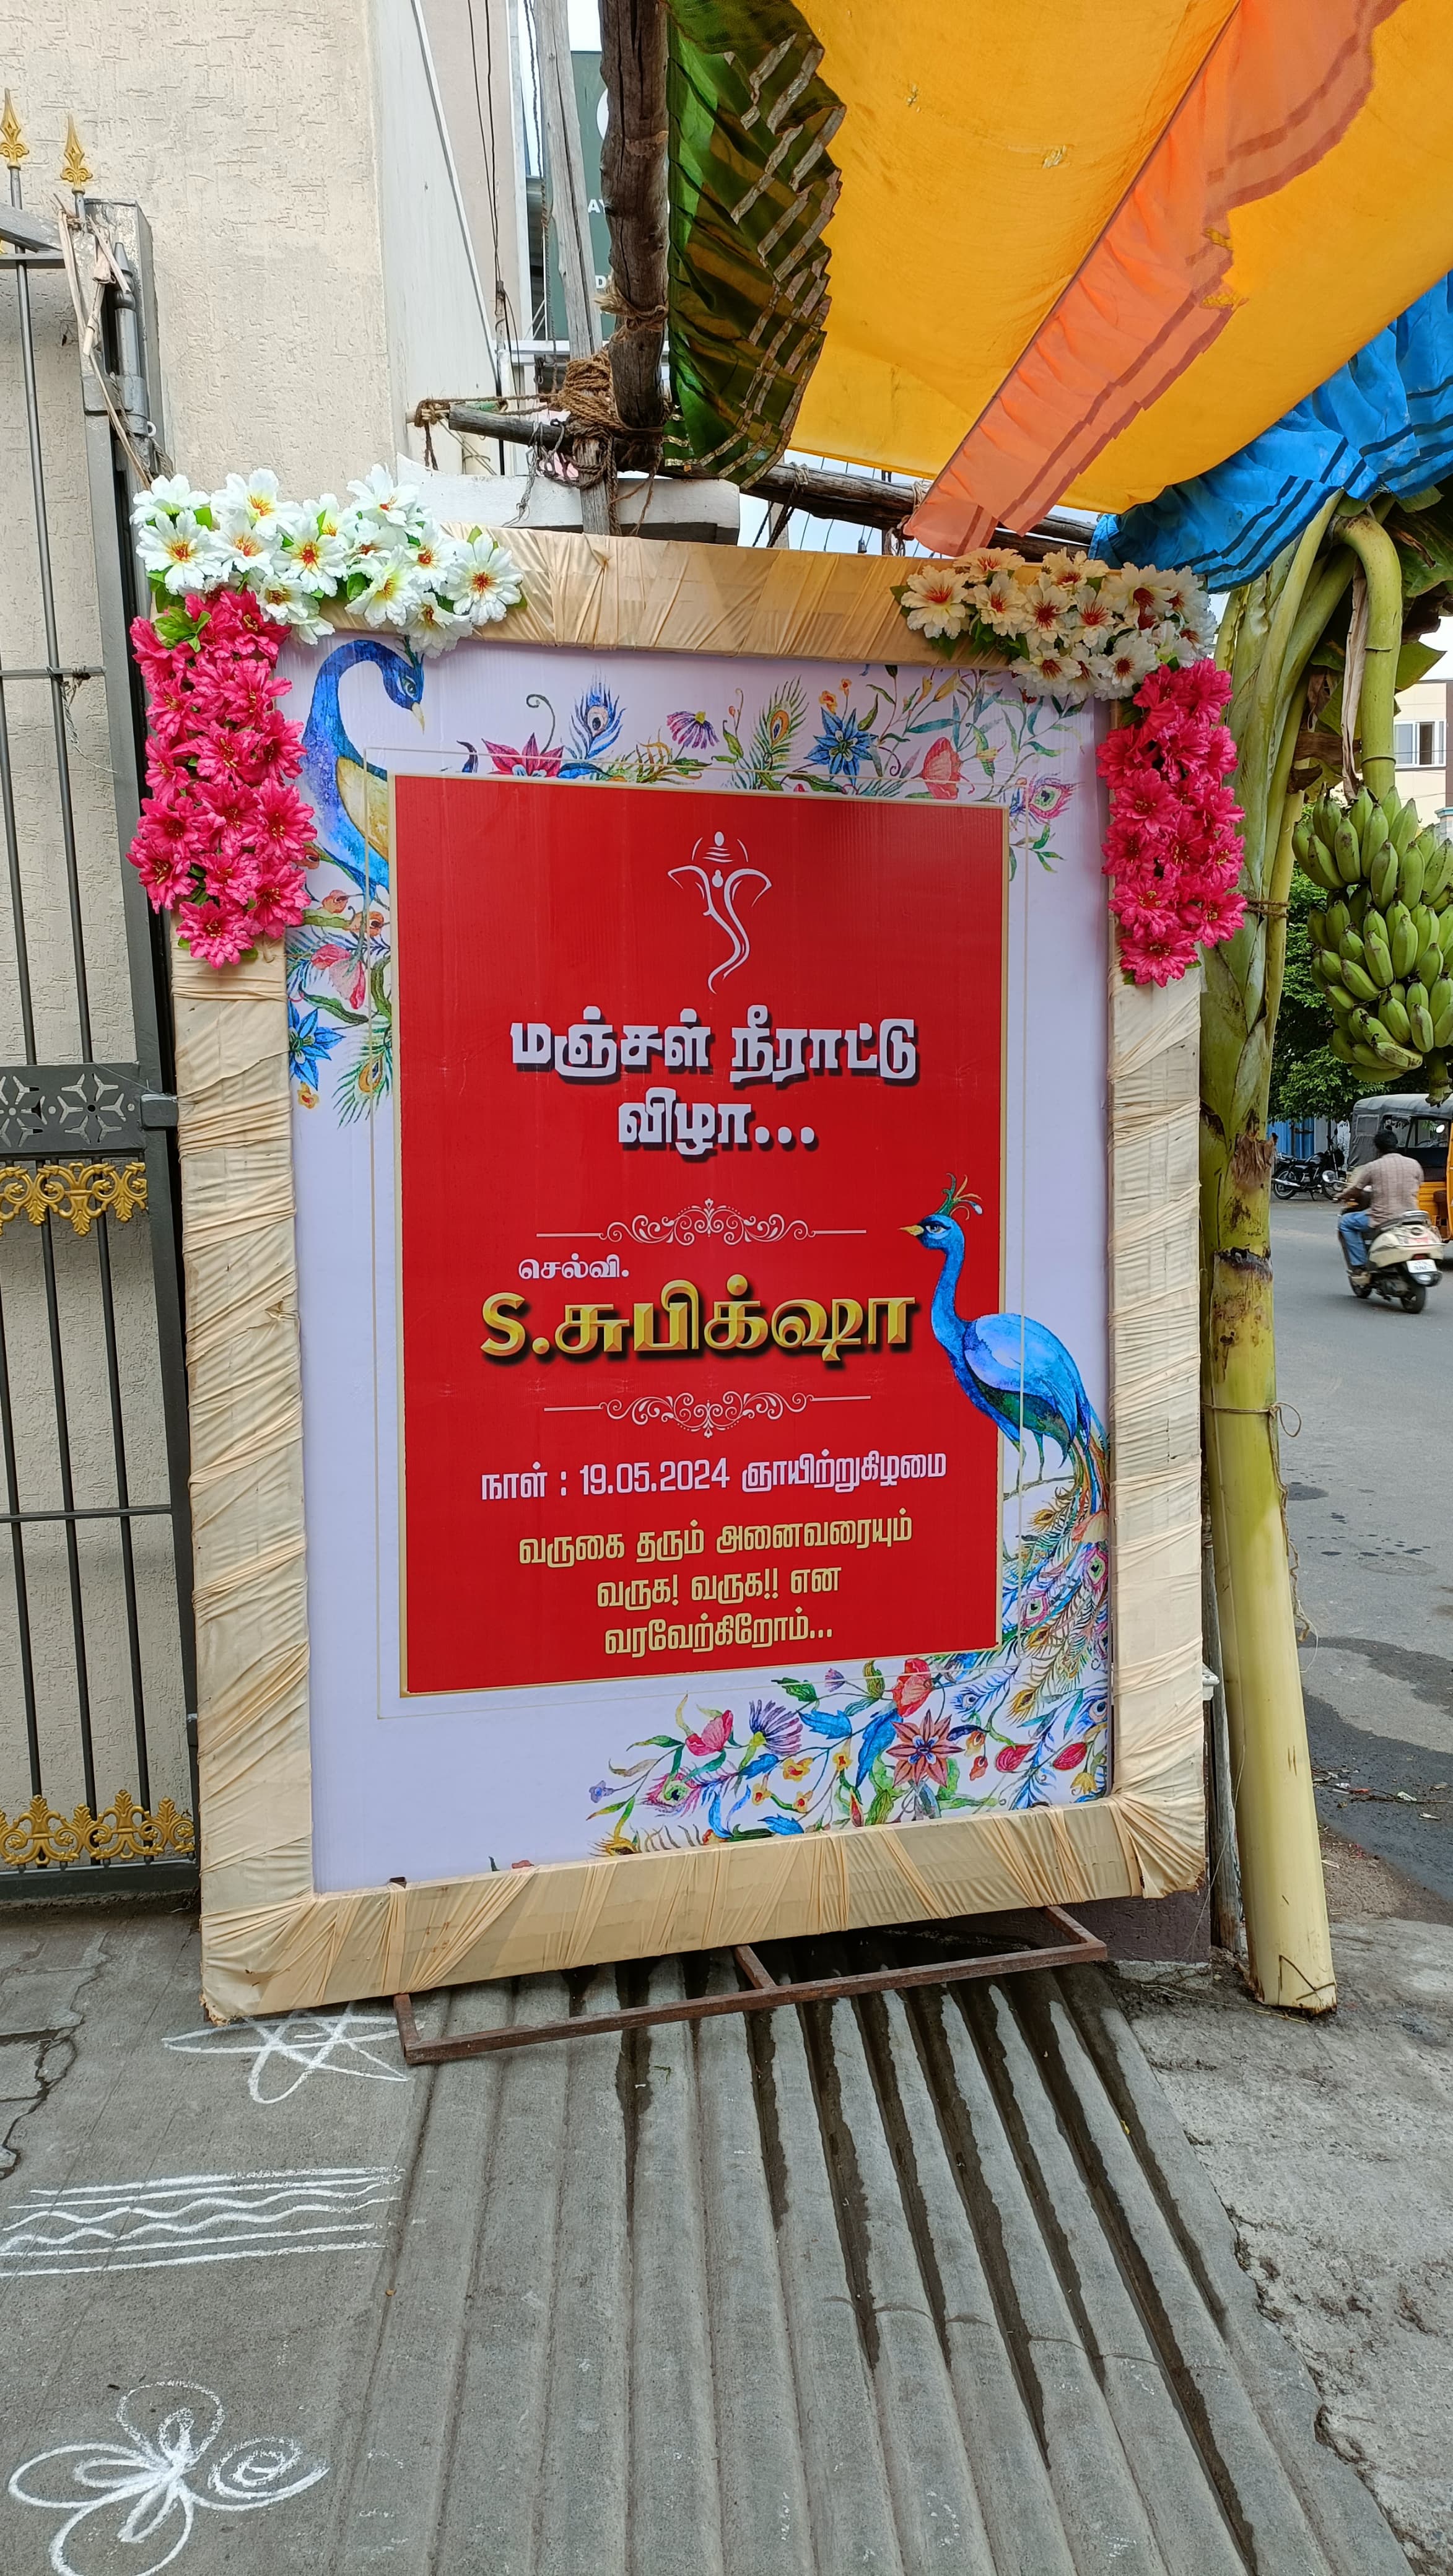 மஞ்சள் நீராட்டு
விழா...
செல்வி.
S.சுபிக்ஷா
நாள் : 19.05.2024 ஞாயிற்றுகிழமை
வருகை தரும் அனைவரையும்
வருக! வருக!! என
வரவேற்கிறோம்...